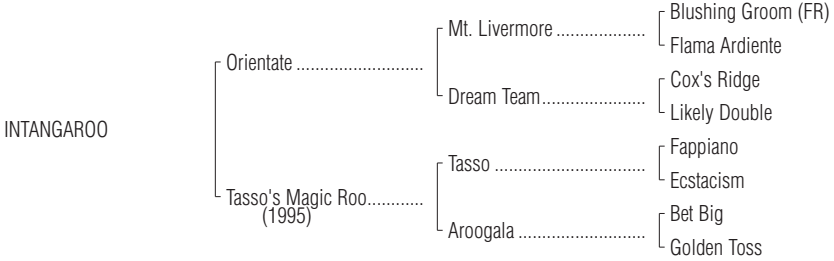 Blushing Groom (FR)
Mt. Livermore ....................
Flama Ardiente
Orientate ............................
Cox's Ridge
Dream Team.......................
Likely Double
INTANGAROO
Fappiano
Tasso .................................
Ecstacism
Tasso's Magic Roo............
(1995)
Bet Big
Aroogala ............................
Golden Toss